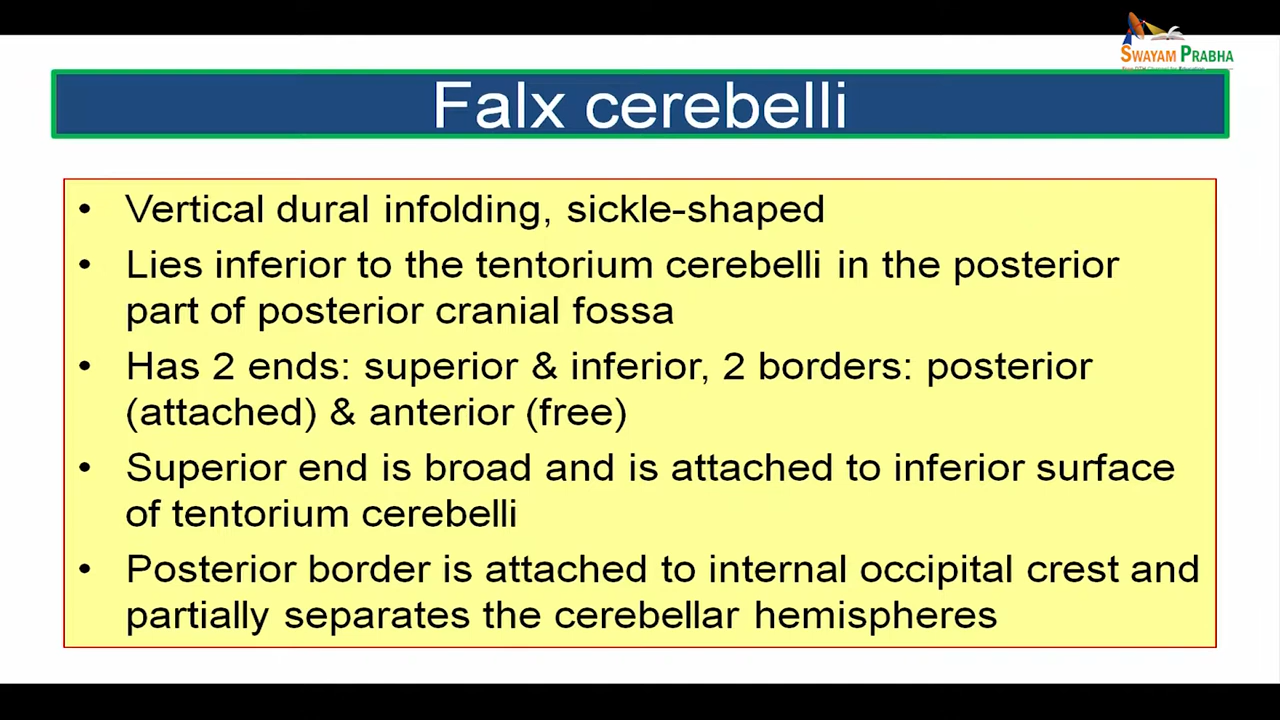 SWAYAM PRABHA
Falx cerebelli
• Vertical dural infolding, sickle-shaped
• Lies inferior to the tentorium cerebelli in the posterior
part of posterior cranial fossa
• Has 2 ends: superior & inferior, 2 borders: posterior
(attached) & anterior (free)
• Superior end is broad and is attached to inferior surface
of tentorium cerebelli
• Posterior border is attached to internal occipital crest and
partially separates the cerebellar hemispheres